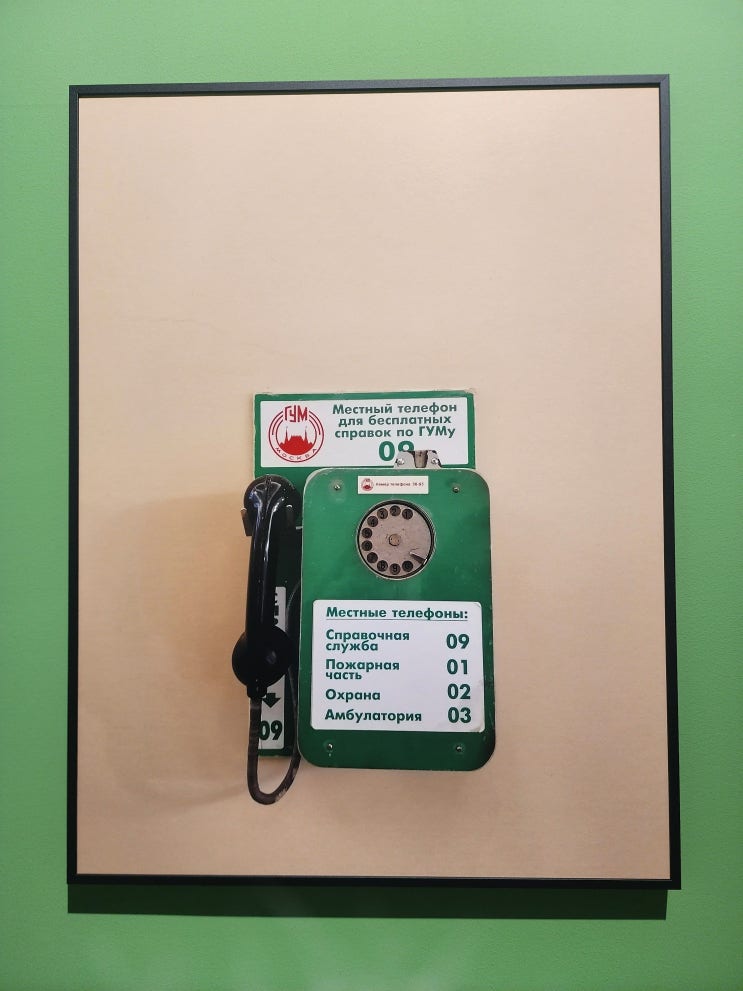 ГУМ
МОСКВА
Местный телефон
для бесплатных
справок по ГУМу
09
Местные телефоны:
Справочная
служба 09
Пожарная
часть 01
Охрана 02
Амбулатория 03
09